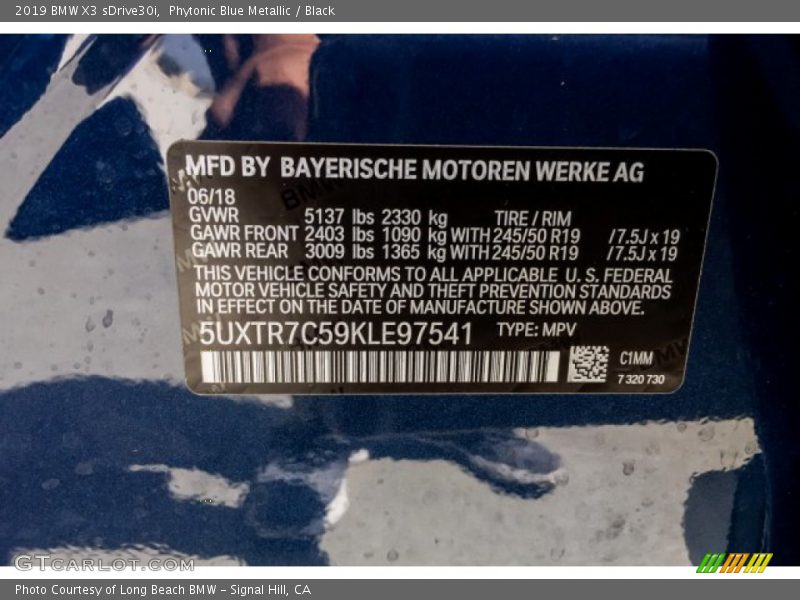 2019 BMW X3 sDrive30i, Phytonic Blue Metallic / Black
MFD BY BAYERISCHE MOTOREN WERKE AG
06/18
GVWR 5137 lbs 2330 kg TIRE / RIM
GAWR FRONT 2403 lbs 1090 kg WITH 245/50 R19 /7.5J x 19
GAWR REAR 3009 lbs 1365 kg WITH 245/50 R19 /7.5J x 19
THIS VEHICLE CONFORMS TO ALL APPLICABLE U. S. FEDERAL
MOTOR VEHICLE SAFETY AND THEFT PREVENTION STANDARDS
IN EFFECT ON THE DATE OF MANUFACTURE SHOWN ABOVE.
5UXTR7C59KLE97541 TYPE: MPV
C1MM
7 320 730
GTCARLOT.COM
Photo Courtesy of Long Beach BMW - Signal Hill, CA